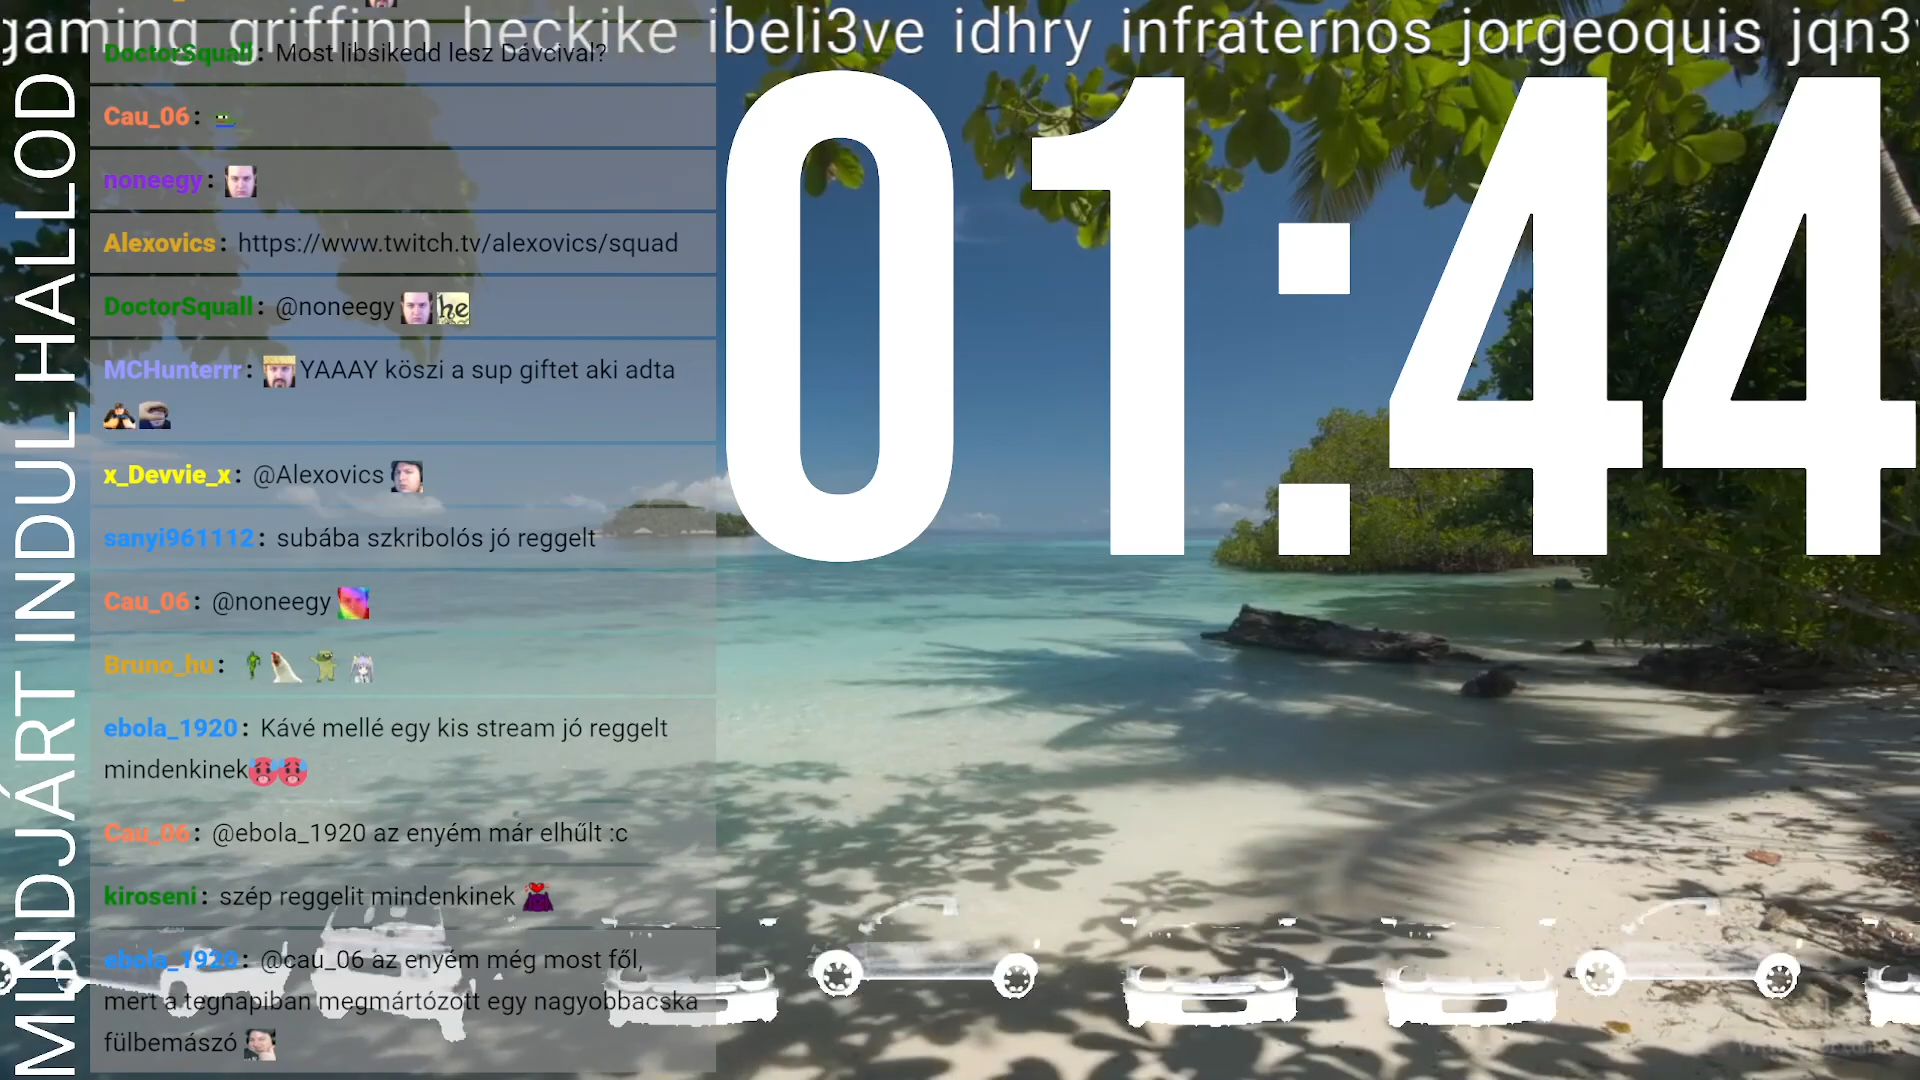 gaming griffinn heckike ibeli3ve idhry infraternos jorgeoquis jqn3
MINDJÁRT INDUL HALLOD
01:44
DoctorSquall: Most libsikedd lesz Dávcival?
Cau_06:
noneegy:
Alexovics: https://www.twitch.tv/alexovics/squad
DoctorSquall: @noneegy he
MCHunterrr: YAAAY köszi a sup giftet aki adta
x_Devvie_x: @Alexovics
sanyi961112: subába szkribolós jó reggelt
Cau_06: @noneegy
Bruno_hu:
ebola_1920: Kávé mellé egy kis stream jó reggelt
mindenkinek
Cau_06: @ebola_1920 az enyém már elhűlt :c
kiroseni: szép reggelit mindenkinek
ebola_1920: @cau_06 az enyém még most fől,
mert a tegnapiban megmártózott egy nagyobbacska
fülbemászó